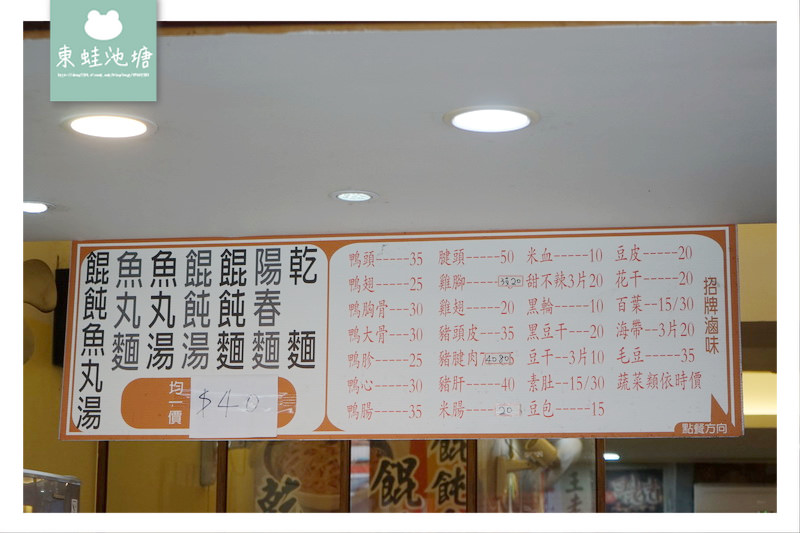 東蛙池塘
乾麵
陽春麵
餛飩麵
餛飩湯
魚丸湯
魚丸麵
餛飩魚丸湯
均一價
$40
招牌滷味
豆皮-----20
花干-----20
百葉--15/30
海帶--3片20
毛豆-----35
蔬菜類依時價
米血-----10
甜不辣3片20
黑輪-----10
黑豆干---20
豆干--3片10
素肚--15/30
豆包-----15
腱頭-----50
雞腳
雞翅-----20
豬頭皮---35
豬腱肉
豬肝-----40
米腸-----20
鴨頭-----35
鴨翅-----25
鴨胸骨---30
鴨大骨---30
鴨胗-----25
鴨心-----30
鴨腸-----35
點餐方向
乾
餛
餛飩